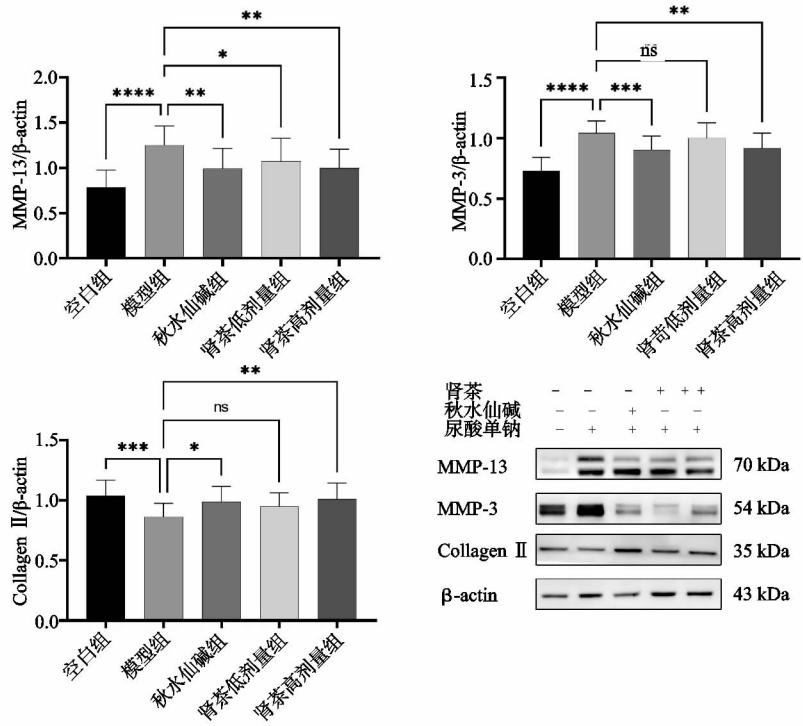 **
*
**** **
MMP-13/β-actin
2.0
1.5
1.0
0.5
0.0
空白组
模型组
秋水仙碱组
肾茶低剂量组
肾茶高剂量组
**
ns
**** ***
MMP-3/β-actin
1.5
1.0
0.5
0.0
空白组
模型组
秋水仙碱组
肾苛低剂量组
肾茶高剂量组
**
ns
*** *
Collagen Ⅱ/β-actin
1.5
1.0
0.5
0.0
空白组
模型组
秋水仙碱组
肾茶低剂量组
肾茶高剂量组
肾茶 − − − + + +
秋水仙碱 − − + − −
尿酸单钠 − + + + +
MMP-13 70 kDa
MMP-3 54 kDa
Collagen Ⅱ 35 kDa
β-actin 43 kDa